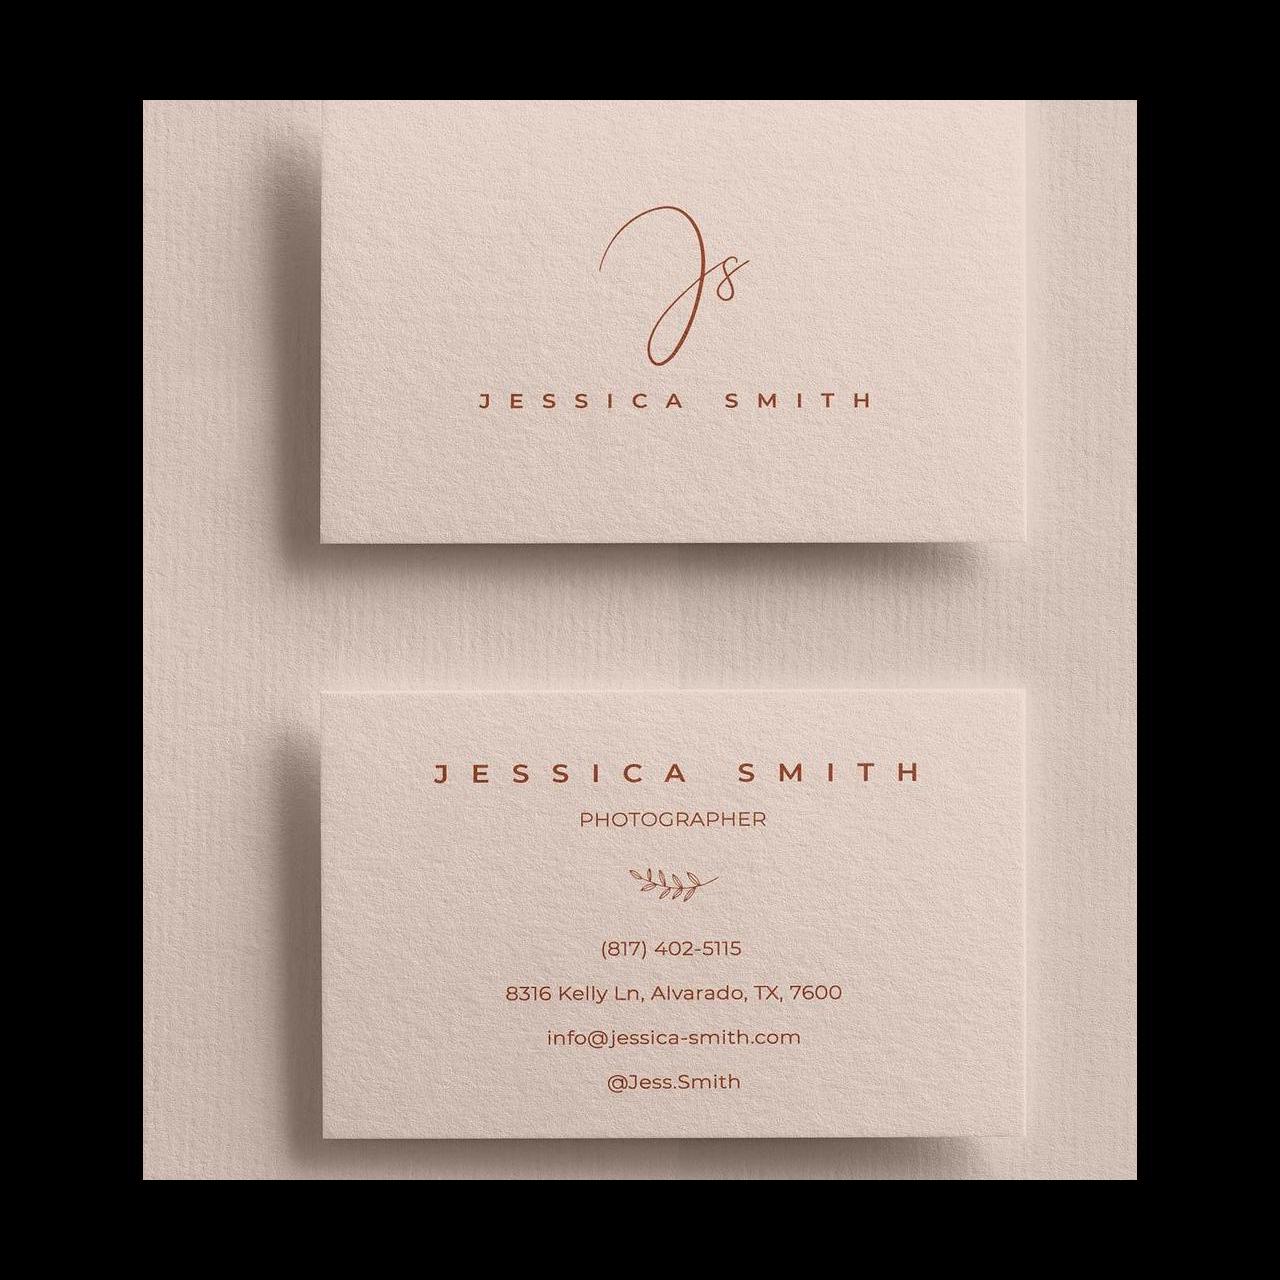 Js
JESSICA SMITH
JESSICA SMITH
PHOTOGRAPHER
(817) 402-5115
8316 Kelly Ln, Alvarado, TX, 7600
info@jessica-smith.com
@Jess.Smith